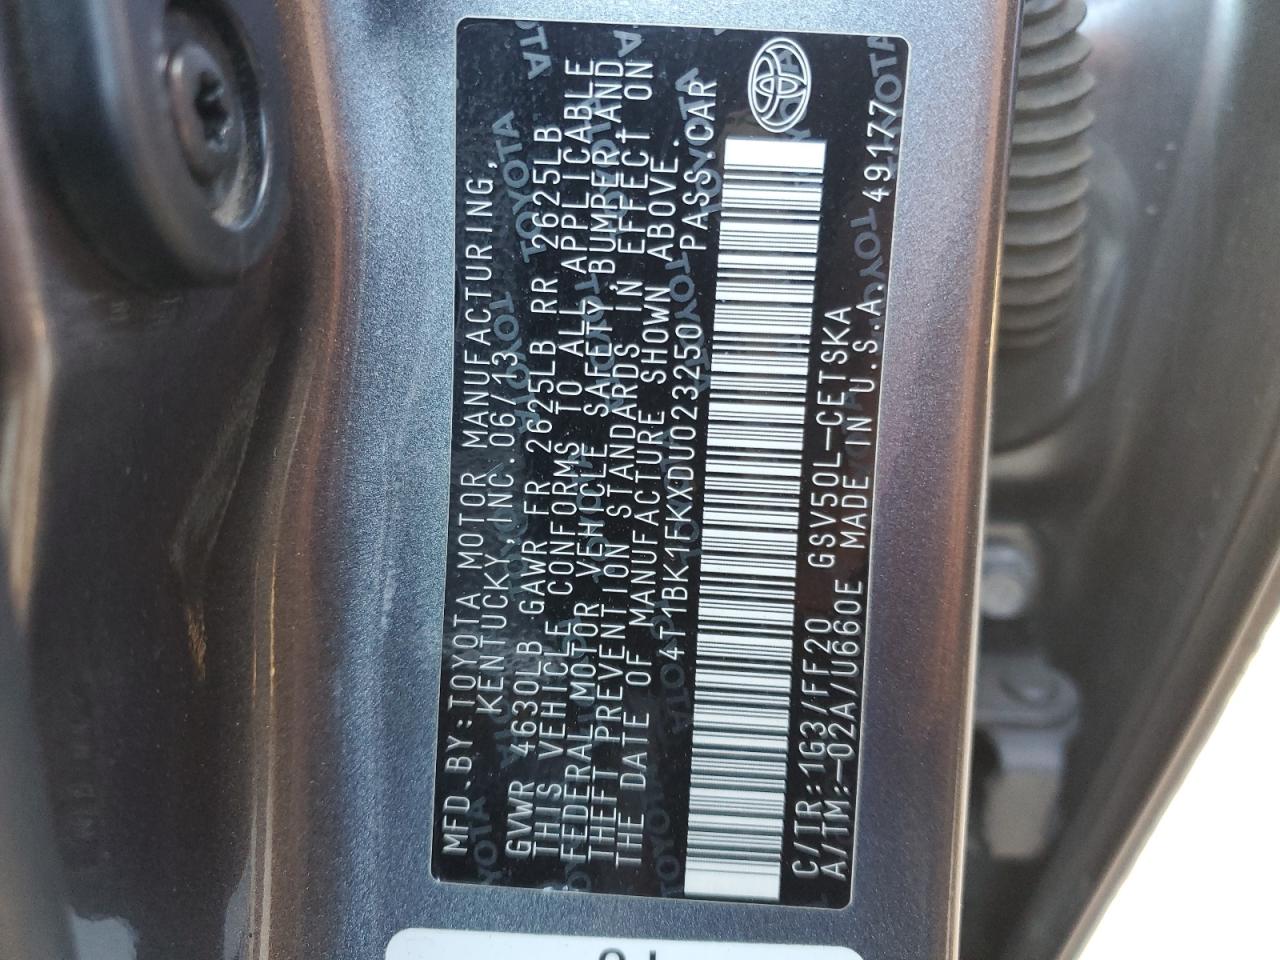 MFD.BY:TOYOTA MOTOR MANUFACTURING,
KENTUCKY,INC.06/13
GVWR 4630LB GAWR FR 2625LB RR 2625LB
THIS VEHICLE CONFORMS TO ALL APPLICABLE
FEDERAL MOTOR VEHICLE SAFETY,BUMPER,AND
THEFT PREVENTION STANDARDS IN EFFECT ON
THE DATE OF MANUFACTURE SHOWN ABOVE.
4T1BK1FKXDU023250 PASS.CAR
C/TR:1G3/FF20 GSV50L-CETSKA
A/TM:-02A/U660E MADE IN U.S.A. 49177